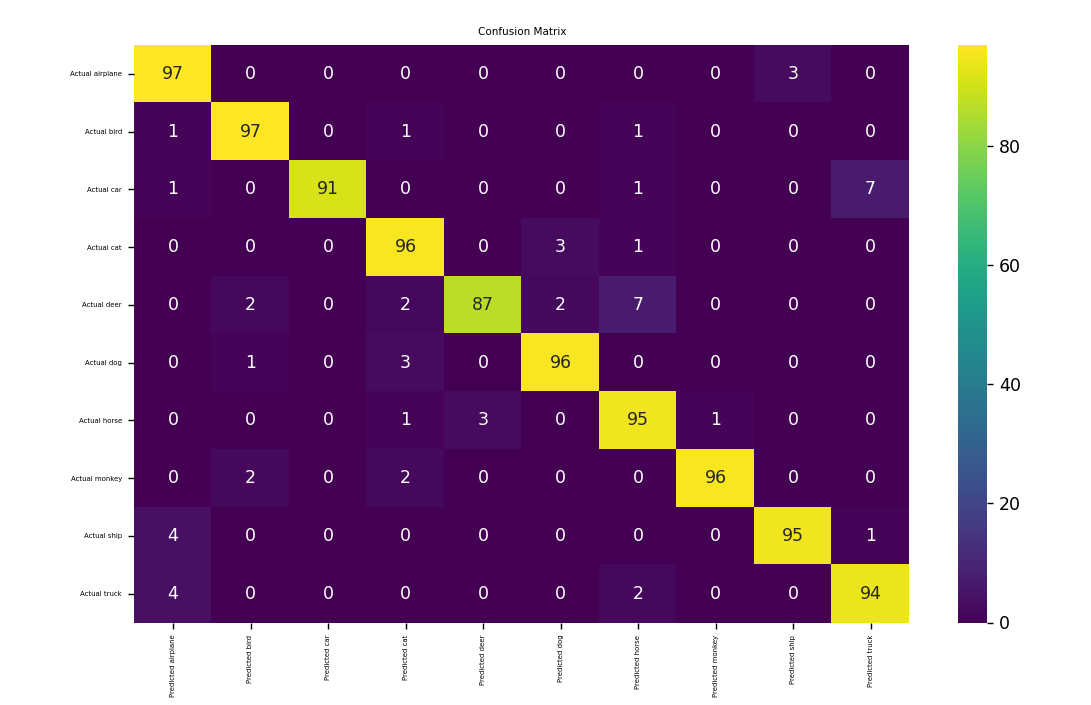 Confusion Matrix
Actual airplane 97 0 0 0 0 0 0 0 3 0
Actual bird 1 97 0 1 0 0 1 0 0 0
Actual car 1 0 91 0 0 0 1 0 0 7
Actual cat 0 0 0 96 0 3 1 0 0 0
Actual deer 0 2 0 2 87 2 7 0 0 0
Actual dog 0 1 0 3 0 96 0 0 0 0
Actual horse 0 0 0 1 3 0 95 1 0 0
Actual monkey 0 2 0 2 0 0 0 96 0 0
Actual ship 4 0 0 0 0 0 0 0 95 1
Actual truck 4 0 0 0 0 0 2 0 0 94
Predicted airplane
Predicted bird
Predicted car
Predicted cat
Predicted deer
Predicted dog
Predicted horse
Predicted monkey
Predicted ship
Predicted truck
80
60
40
20
0